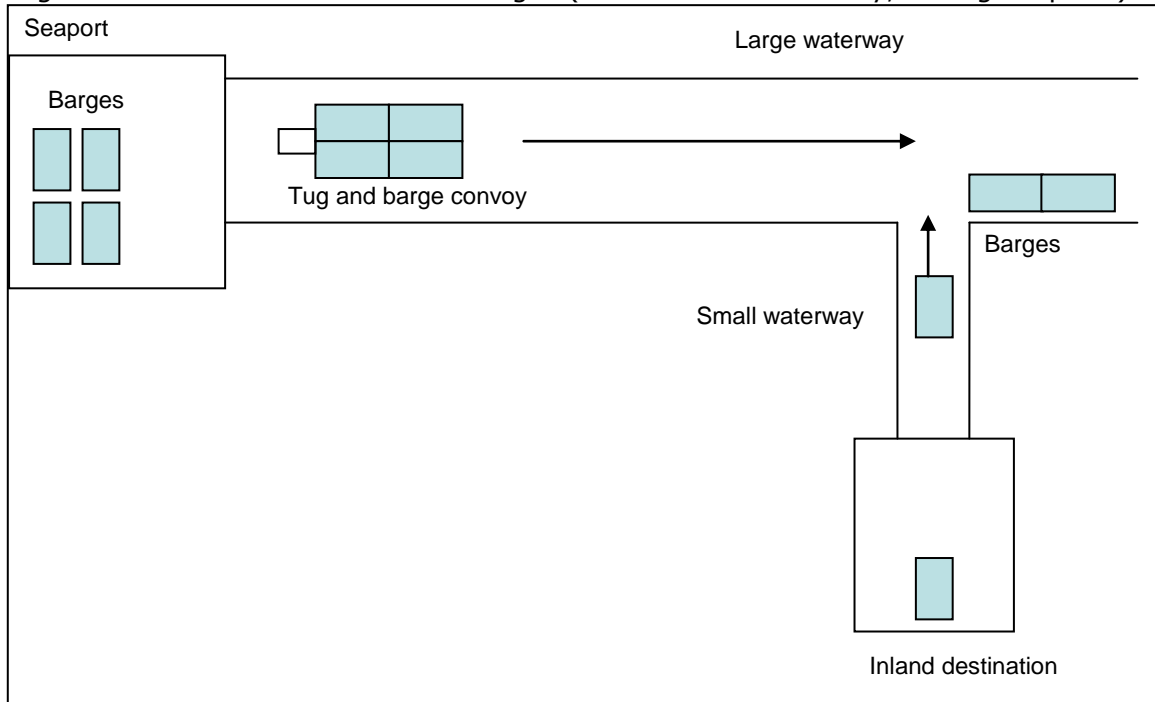 Seaport
Large waterway
Barges
Tug and barge convoy
Barges
Small waterway
Inland destination